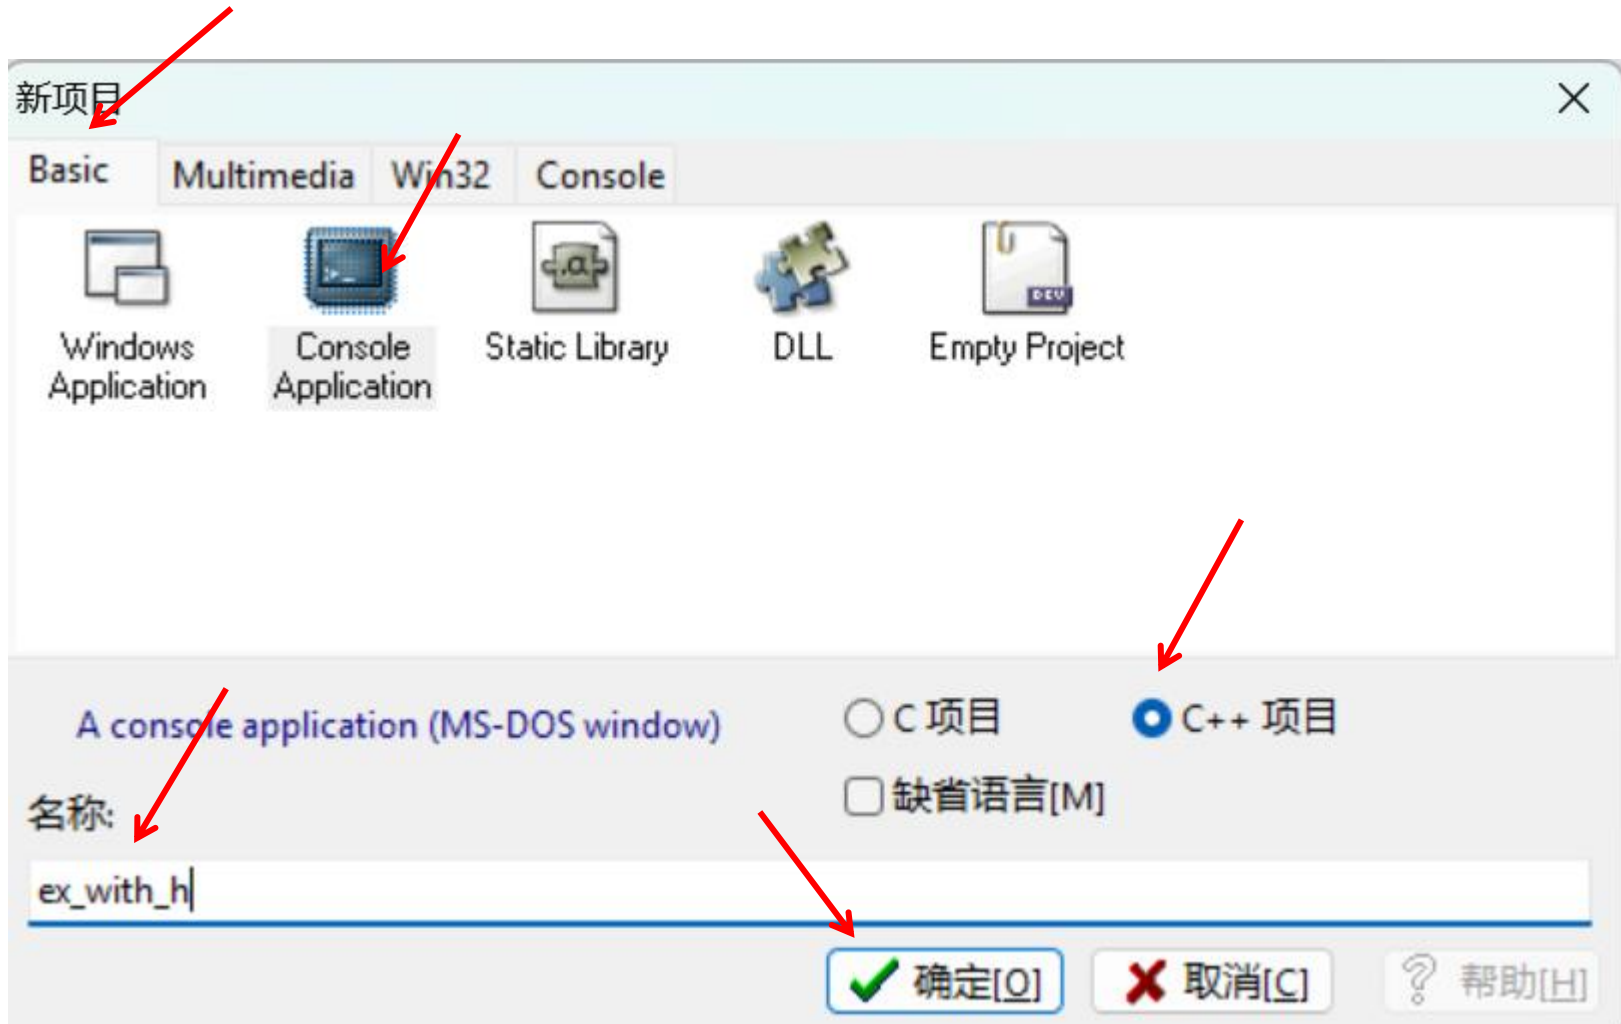 新项目
Basic Multimedia Win32 Console
DEV
Windows Application
Console Application
Static Library
DLL
Empty Project
A console application (MS-DOS window)
C 项目
C++ 项目
缺省语言[M]
名称:
ex_with_h
确定[O]
取消[C]
帮助[H]